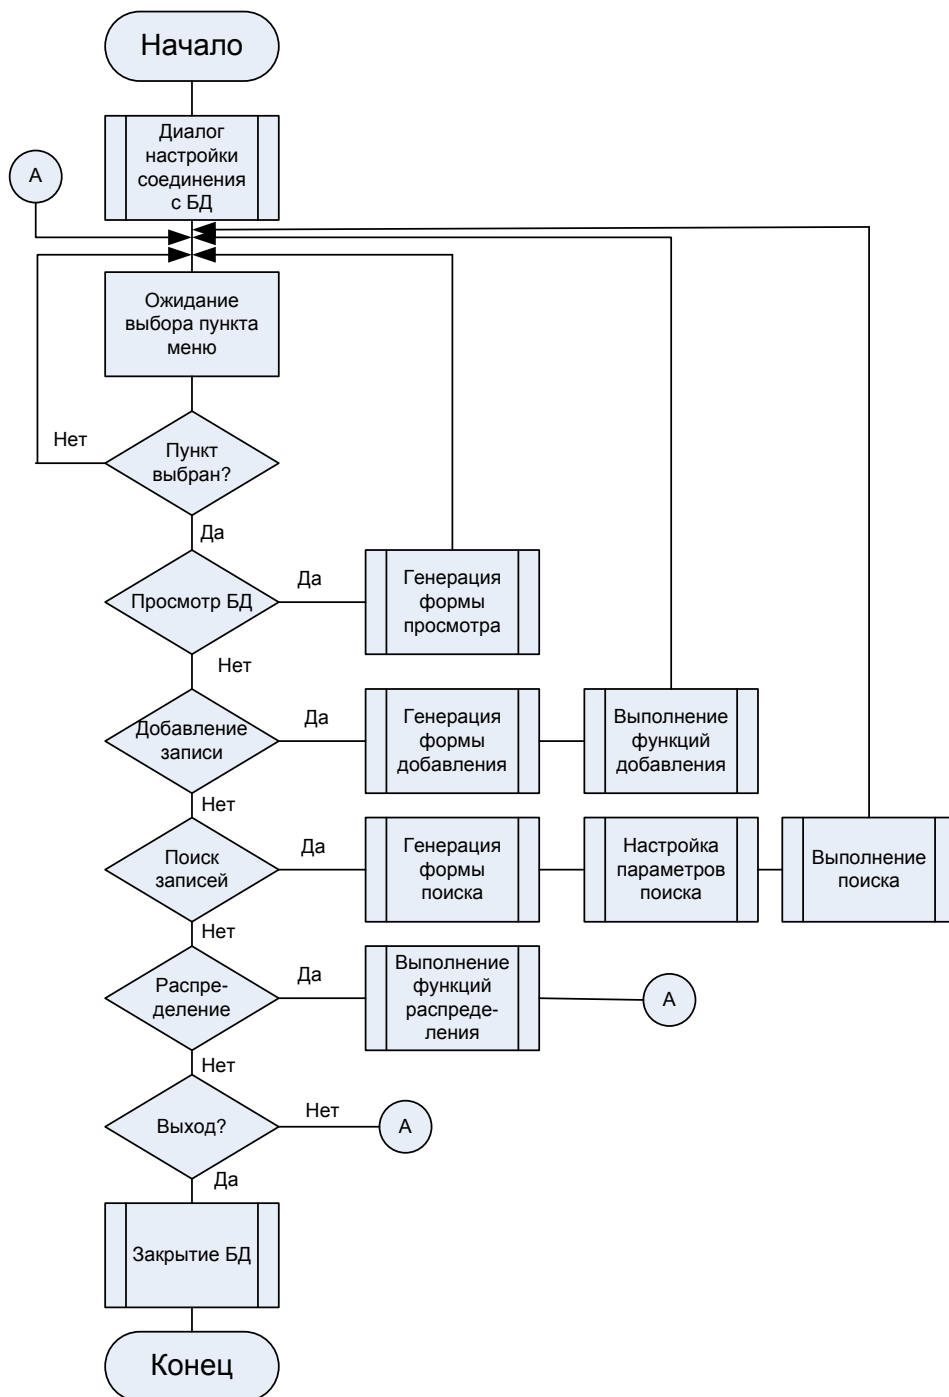 Начало
Диалог
настройки
соединения
с БД
А
Ожидание
выбора пункта
меню
Нет
Пункт
выбран?
Да
Просмотр БД
Да
Генерация
формы
просмотра
Нет
Добавление
записи
Да
Генерация
формы
добавления
Выполнение
функций
добавления
Нет
Поиск
записей
Да
Генерация
формы
поиска
Настройка
параметров
поиска
Выполнение
поиска
Нет
Распре-
деление
Да
Выполнение
функций
распреде-
ления
А
Нет
Выход?
Нет
А
Да
Закрытие БД
Конец